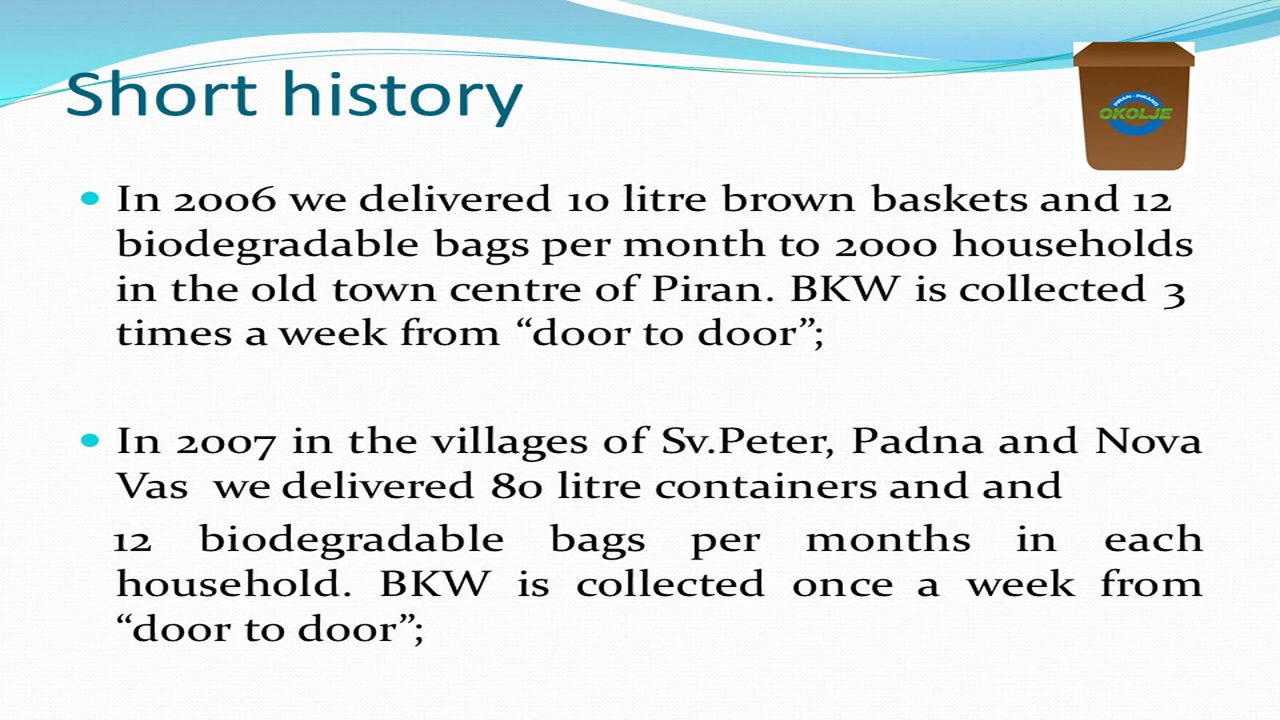 Short history
PIRAN - PIRANO
OKOLJE
In 2006 we delivered 10 litre brown baskets and 12
biodegradable bags per month to 2000 households
in the old town centre of Piran. BKW is collected 3
times a week from “door to door”;
In 2007 in the villages of Sv.Peter, Padna and Nova
Vas we delivered 80 litre containers and and
12 biodegradable bags per months in each
household. BKW is collected once a week from
“door to door”;